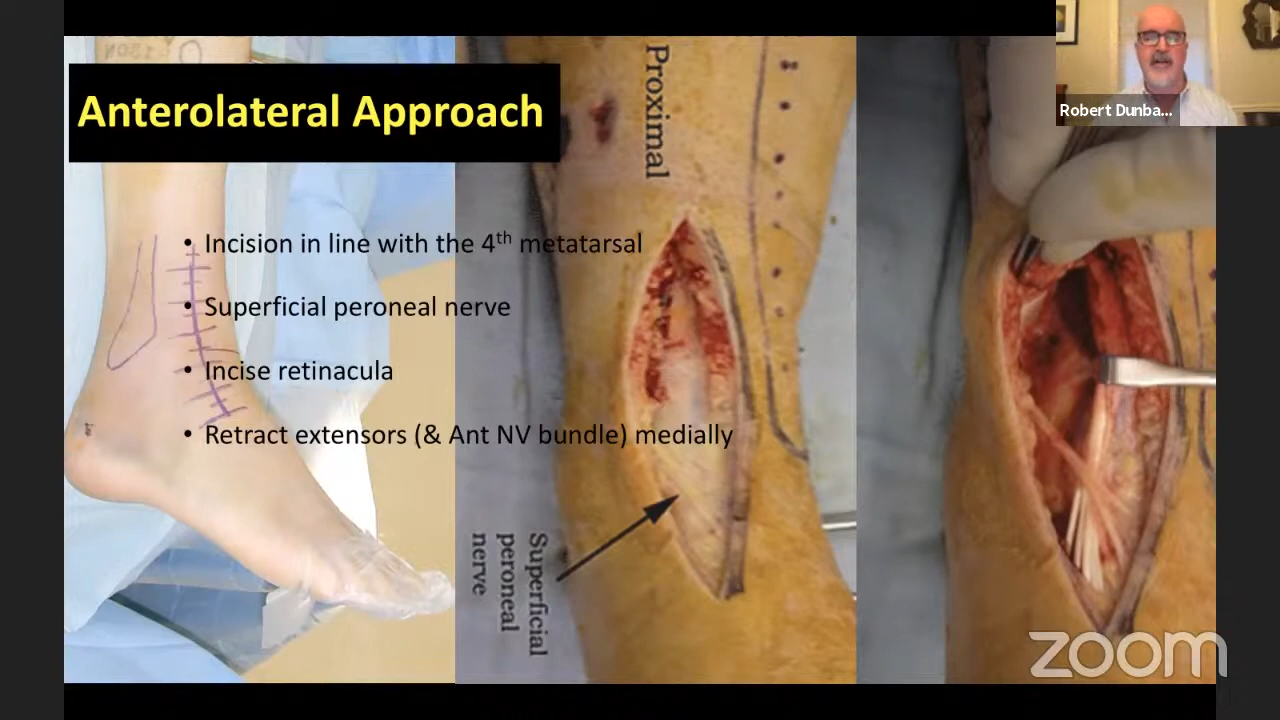 Anterolateral Approach
Robert Dunba...
• Incision in line with the 4th metatarsal
• Superficial peroneal nerve
• Incise retinacula
• Retract extensors (& Ant NV bundle) medially
Proximal
Superficial
peroneal
nerve
zoom